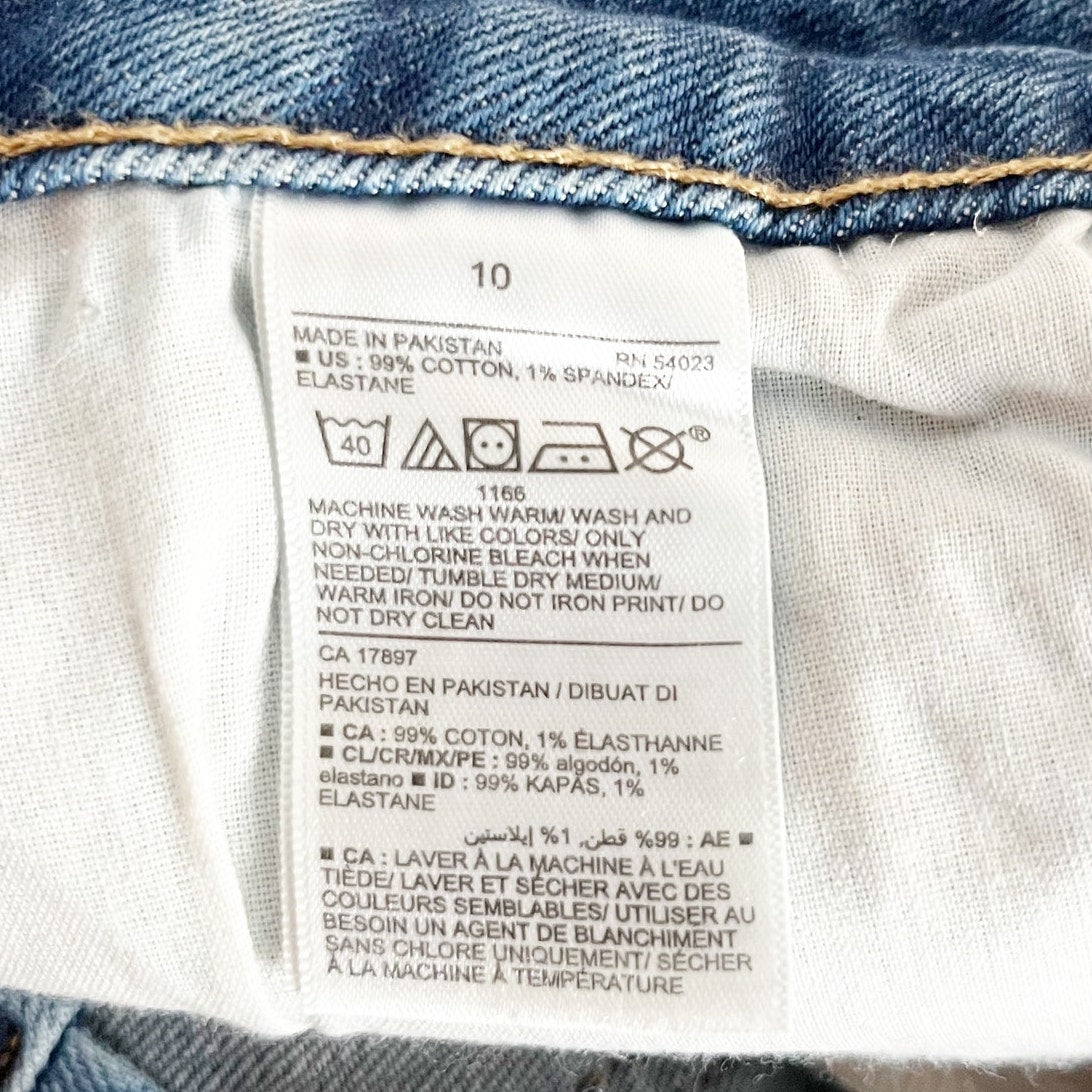 10
MADE IN PAKISTAN RN 54023
■ US : 99% COTTON, 1% SPANDEX/
ELASTANE
40 ®
1166
MACHINE WASH WARM/ WASH AND
DRY WITH LIKE COLORS/ ONLY
NON-CHLORINE BLEACH WHEN
NEEDED/ TUMBLE DRY MEDIUM/
WARM IRON/ DO NOT IRON PRINT/ DO
NOT DRY CLEAN
CA 17897
HECHO EN PAKISTAN / DIBUAT DI
PAKISTAN
■ CA : 99% COTON, 1% ÉLASTHANNE
■ CL/CR/MX/PE : 99% algodón, 1%
elastano ■ ID : 99% KAPAS, 1%
ELASTANE
■ AE : 99% قطن, 1% إيلاستين
■ CA : LAVER À LA MACHINE À L'EAU
TIÈDE/ LAVER ET SÉCHER AVEC DES
COULEURS SEMBLABLES/ UTILISER AU
BESOIN UN AGENT DE BLANCHIMENT
SANS CHLORE UNIQUEMENT/ SÉCHER
À LA MACHINE À TEMPÉRATURE